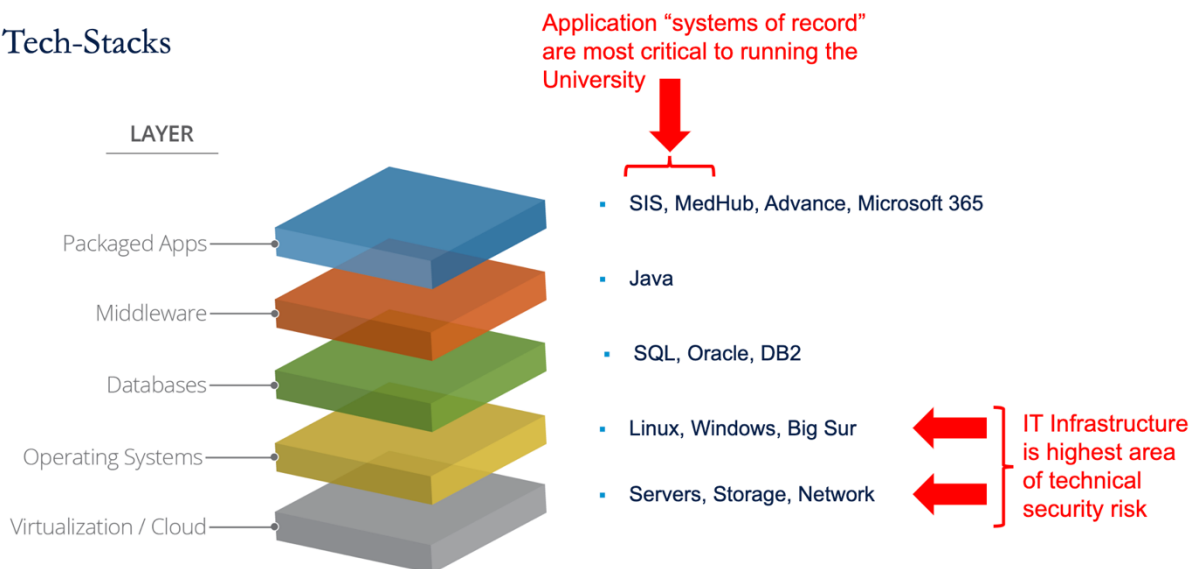 Tech-Stacks
Application “systems of record”
are most critical to running the
University
LAYER
Packaged Apps
▪ SIS, MedHub, Advance, Microsoft 365
Middleware
▪ Java
Databases
▪ SQL, Oracle, DB2
Operating Systems
▪ Linux, Windows, Big Sur
Virtualization / Cloud
▪ Servers, Storage, Network
IT Infrastructure
is highest area
of technical
security risk